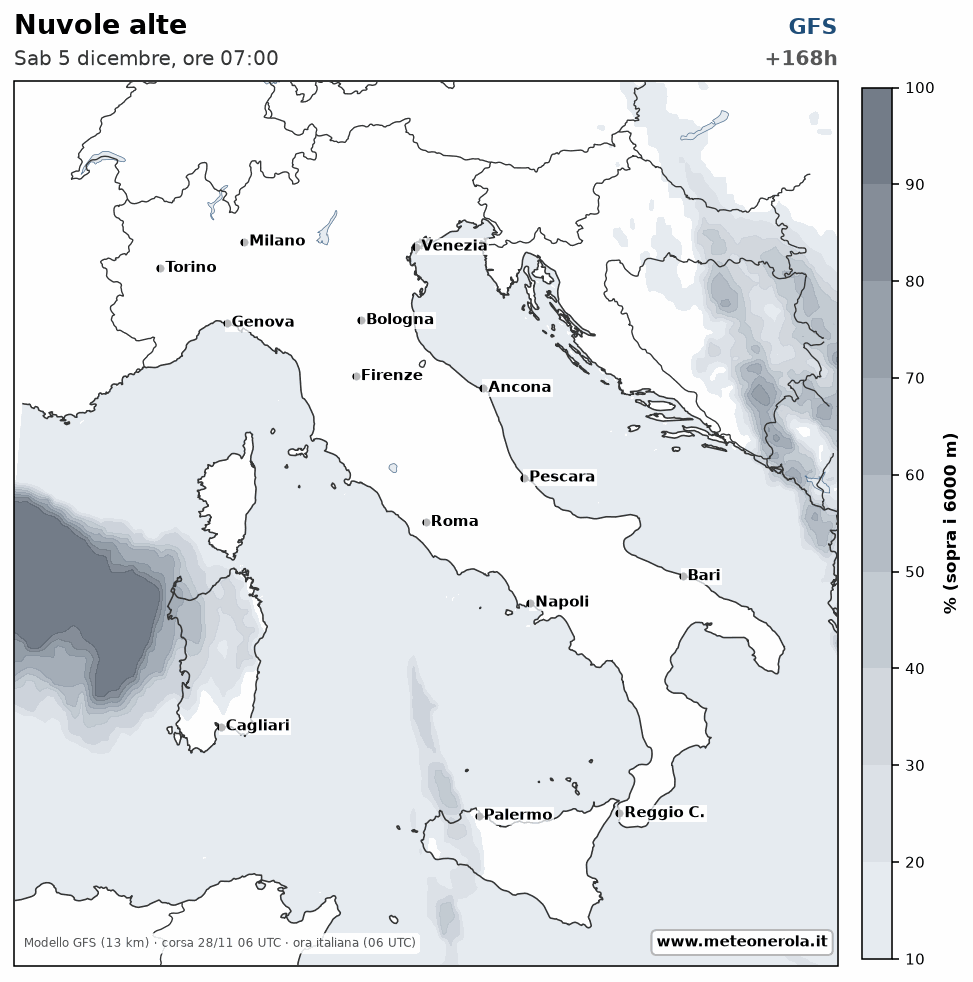 Nuvole alte
GFS
Sab 5 dicembre, ore 07:00
+168h
Milano
Venezia
Torino
Genova
Bologna
Firenze
Ancona
Pescara
Roma
Bari
Napoli
Cagliari
Palermo
Reggio C.
Modello GFS (13 km) · corsa 28/11 06 UTC · ora italiana (06 UTC)
www.meteonerola.it
100
90
80
70
60
50
40
30
20
10
% (sopra i 6000 m)